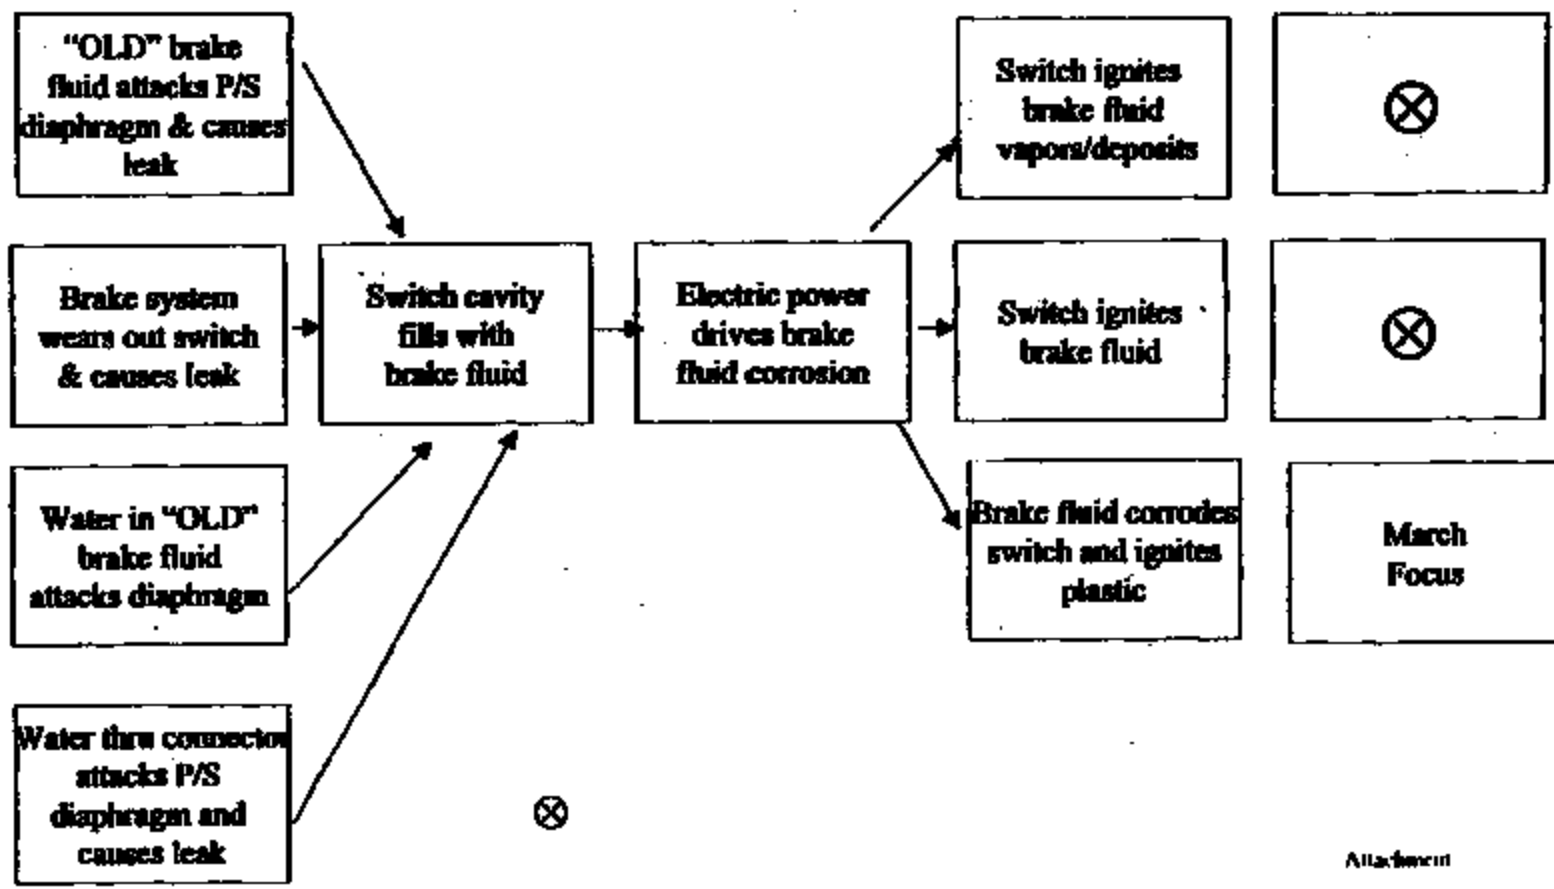 “OLD” brake
fluid attacks P/S
diaphragm & causes
leak
Brake system
wears out switch
& causes leak
Water in “OLD”
brake fluid
attacks diaphragm
Water thru connector
attacks P/S
diaphragm and
causes leak
Switch cavity
fills with
brake fluid
Electric power
drives brake
fluid corrosion
Switch ignites
brake fluid
vapors/deposits
Switch ignites
brake fluid
Brake fluid corrodes
switch and ignites
plastic
March
Focus
Attachment